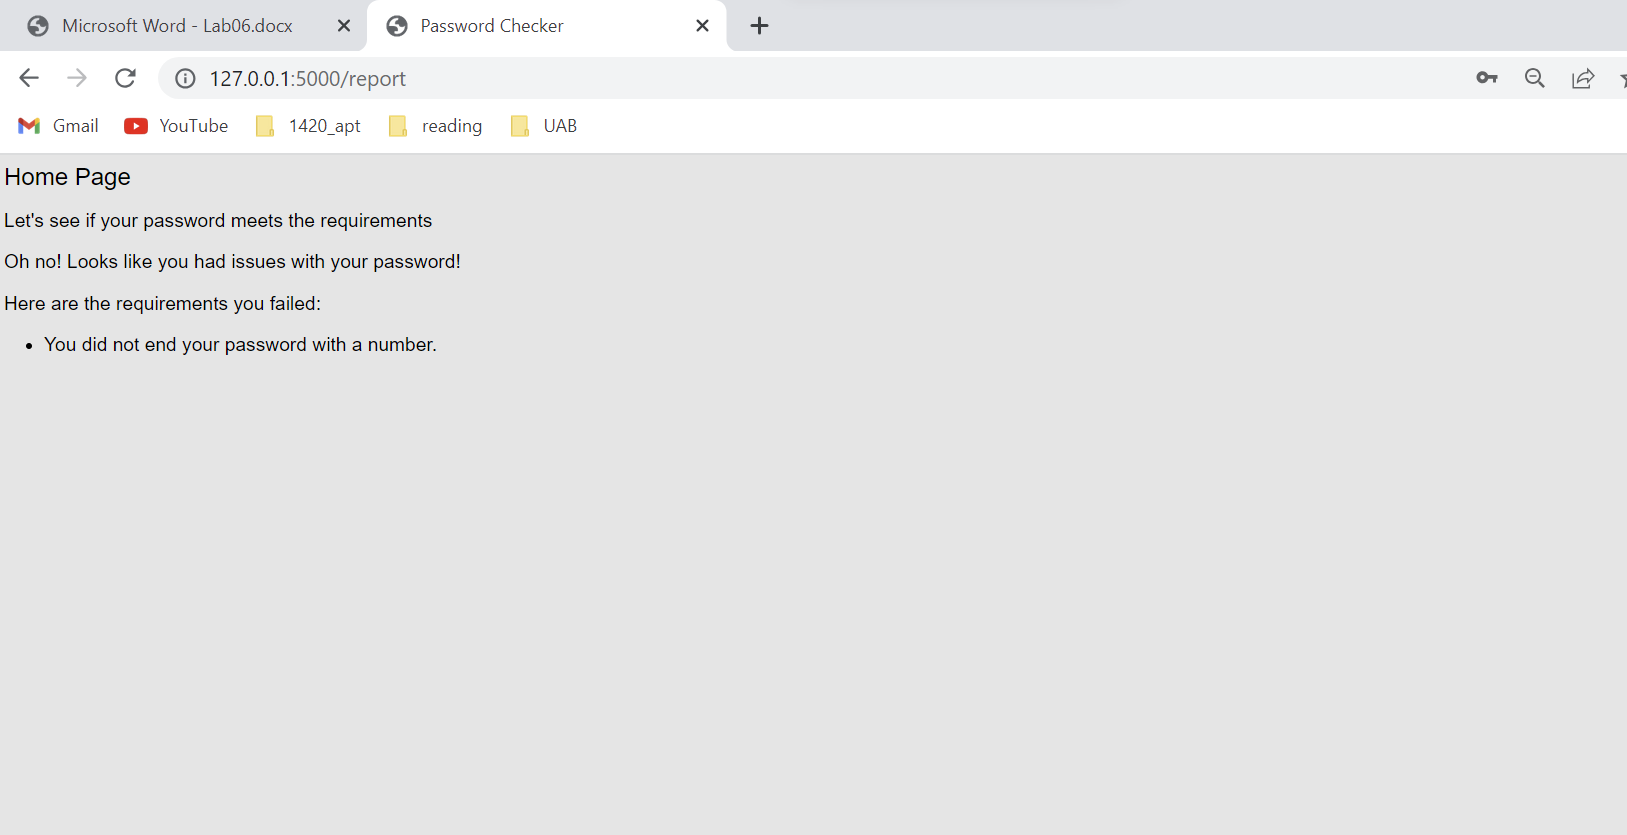 Microsoft Word - Lab06.docx Password Checker
127.0.0.1:5000/report
Gmail YouTube 1420_apt reading UAB
Home Page
Let's see if your password meets the requirements
Oh no! Looks like you had issues with your password!
Here are the requirements you failed:
• You did not end your password with a number.